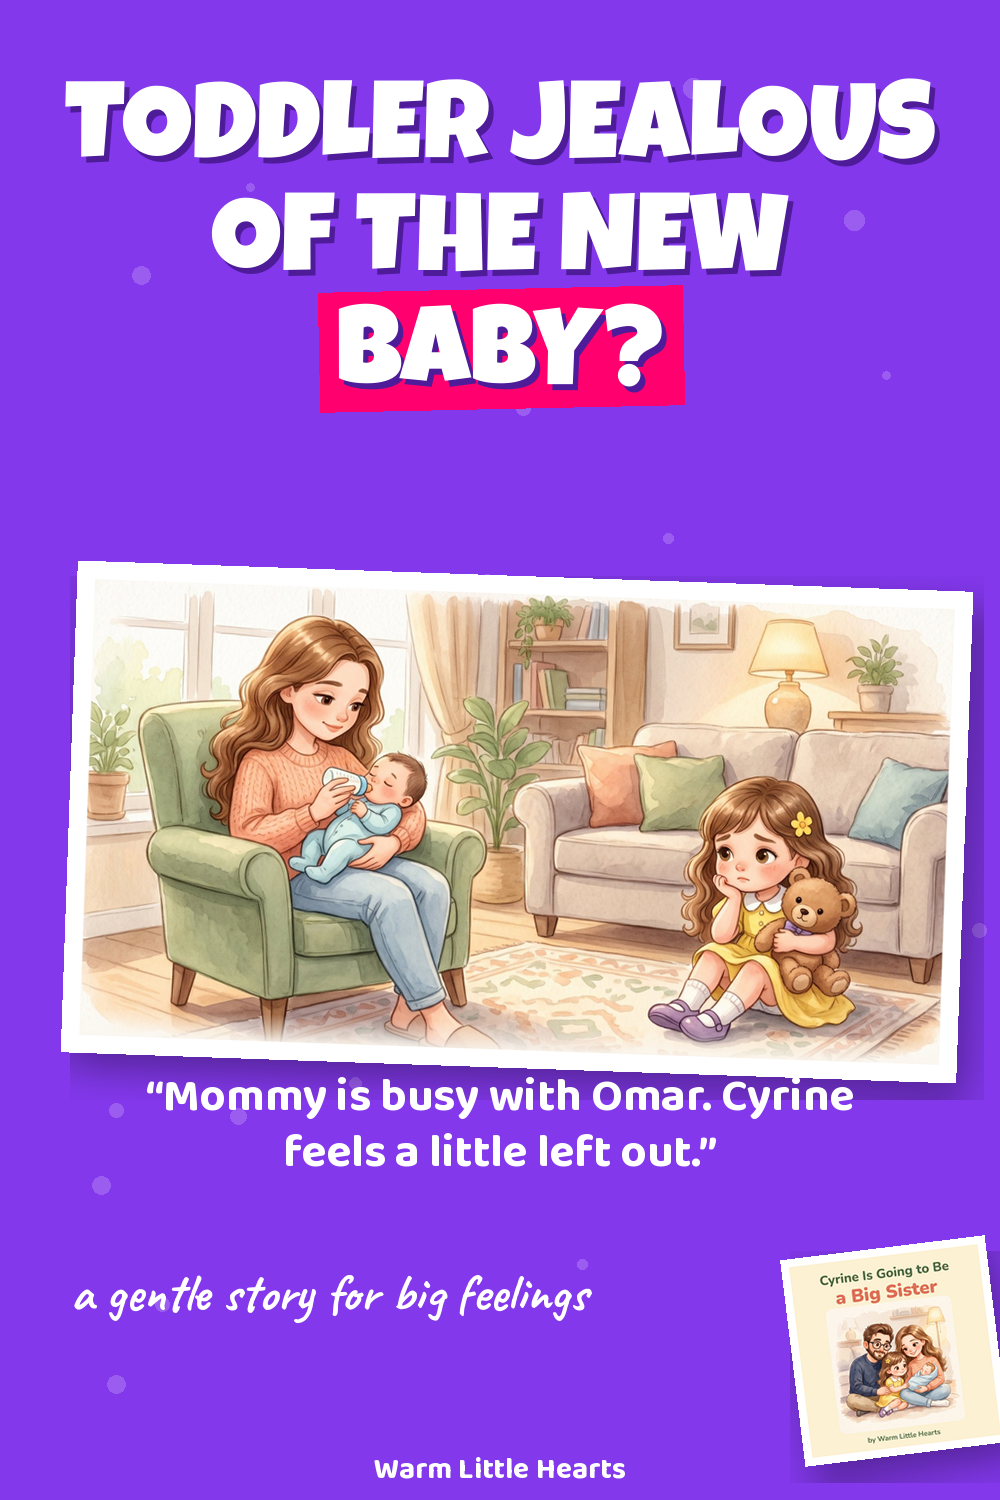 TODDLER JEALOUS
OF THE NEW
BABY?
“Mommy is busy with Omar. Cyrine
feels a little left out.”
a gentle story for big feelings
Cyrine Is Going to Be
a Big Sister
by Warm Little Hearts
Warm Little Hearts